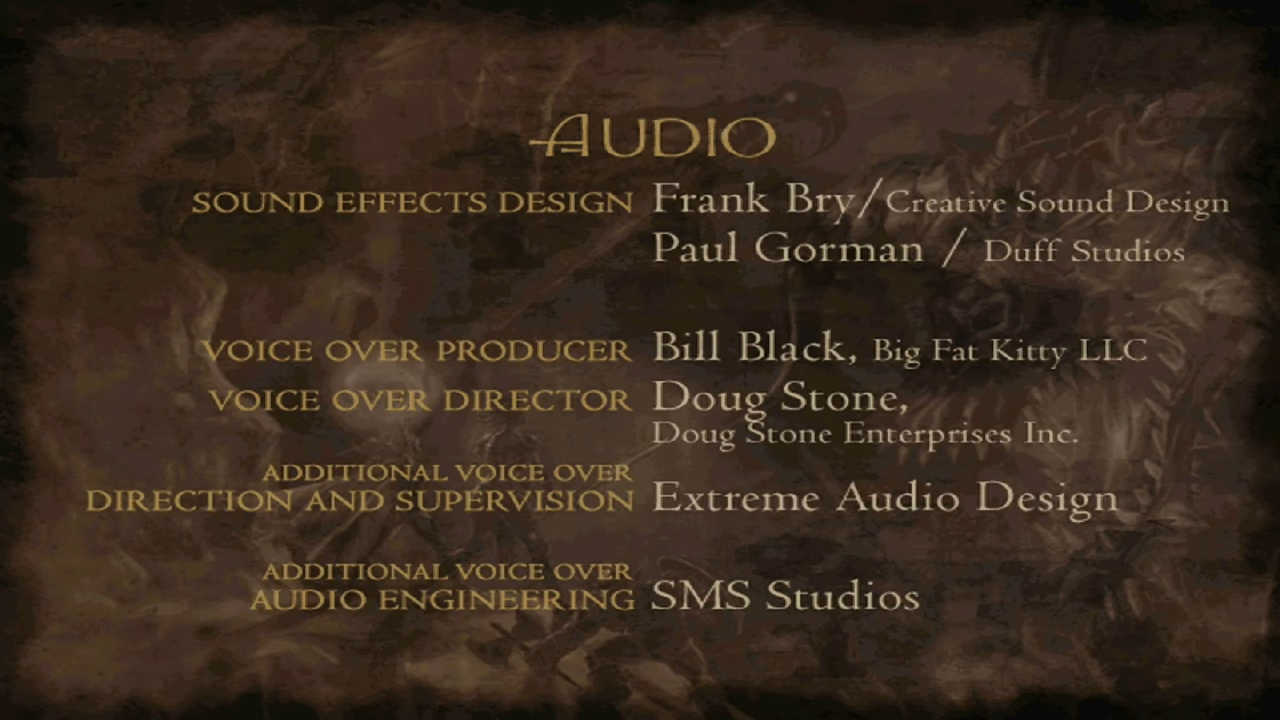 AUDIO
SOUND EFFECTS DESIGN Frank Bry/Creative Sound Design
Paul Gorman / Duff Studios
VOICE OVER PRODUCER Bill Black, Big Fat Kitty LLC
VOICE OVER DIRECTOR Doug Stone,
Doug Stone Enterprises Inc.
ADDITIONAL VOICE OVER
DIRECTION AND SUPERVISION Extreme Audio Design
ADDITIONAL VOICE OVER
AUDIO ENGINEERING SMS Studios